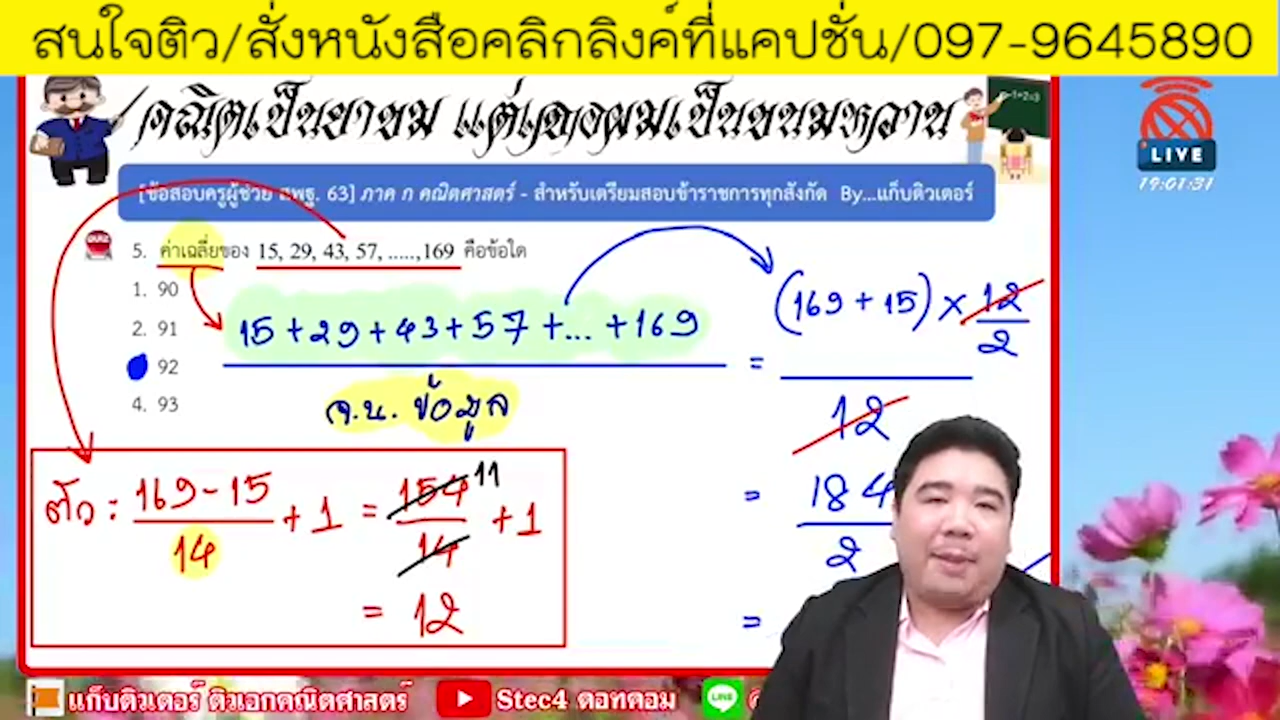 สนใจติว/สั่งหนังสือคลิกลิงค์ที่แคปชั่น/097-9645890
คณิตเป็นยาขม แต่ของผมเป็นขนมหวาน
LIVE
19:01:31
[ข้อสอบครูผู้ช่วย สพฐ. 63] ภาค ก คณิตศาสตร์ - สำหรับเตรียมสอบข้าราชการทุกสังกัด By...แก็บติวเตอร์
QUIZ
5. ค่าเฉลี่ยของ 15, 29, 43, 57, .....,169 คือข้อใด
1. 90
2. 91
92
4. 93
15+29+43+57+...+169
จ.น. ข้อมูล
= (169+15) × 12/2
12
= 184
2
=
ตัว : 169-15/14 + 1 = 154/14 11 + 1
= 12
แก็บติวเตอร์ ติวเอกคณิตศาสตร์
Stec4 ดอทคอม
LINE